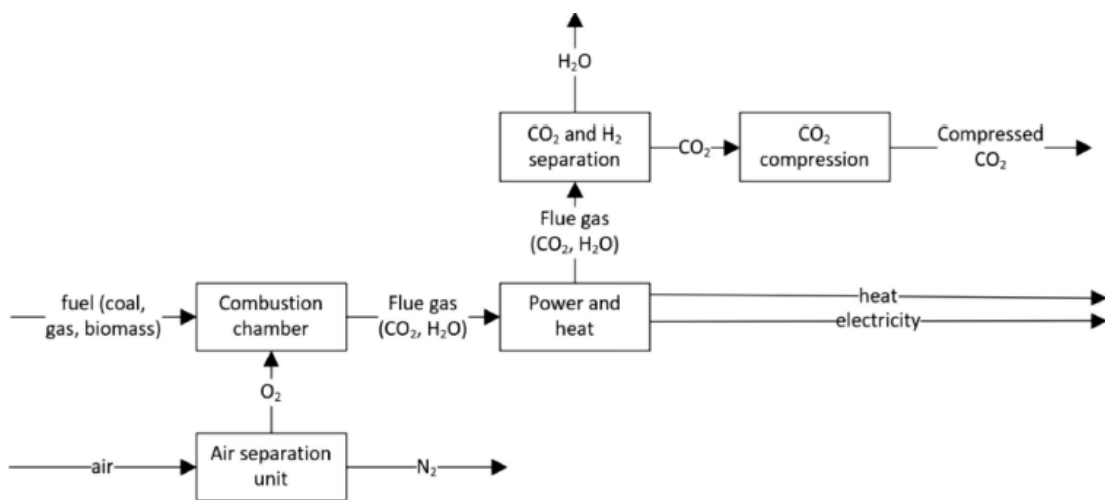 H₂O
CO₂ and H₂
separation
CO₂
CO₂
compression
Compressed
CO₂
Flue gas
(CO₂, H₂O)
fuel (coal,
gas, biomass)
Combustion
chamber
Flue gas
(CO₂, H₂O)
Power and
heat
heat
electricity
O₂
air
Air separation
unit
N₂